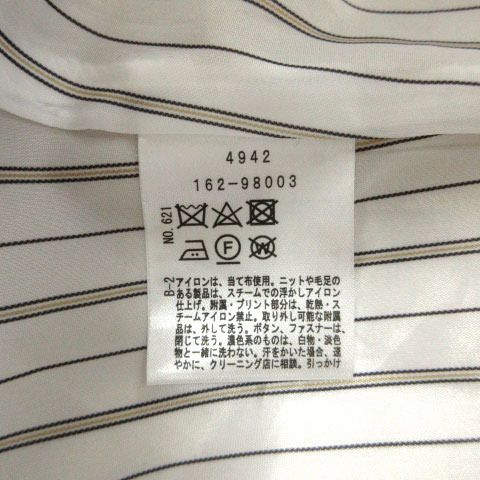 4942
162-98003
NO. 621
F
W
B-2
アイロンは、当て布使用。ニットや毛足の
ある製品は、スチームでの浮かしアイロン
仕上げ。附属・プリント部分は、乾熱・ス
チームアイロン禁止。取り外し可能な附属
品は、外して洗う。ボタン、ファスナーは、
閉じて洗う。濃色系のものは、白物・淡色
物と一緒に洗わない。汗をかいた場合、速
やかに、クリーニング店に相談。引っかけ